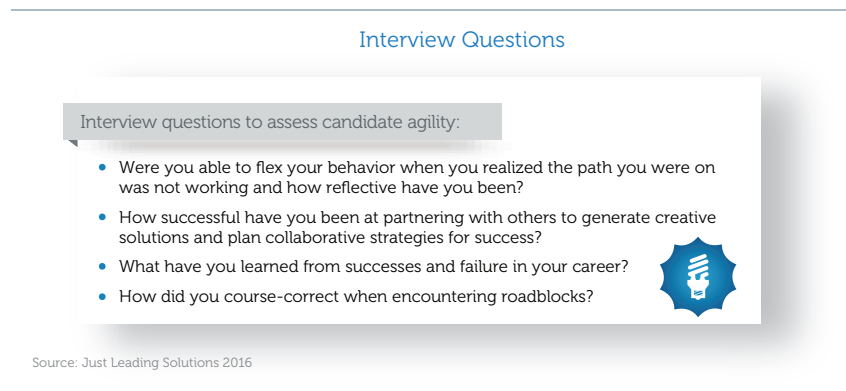 Interview Questions
Interview questions to assess candidate agility:
• Were you able to flex your behavior when you realized the path you were on
was not working and how reflective have you been?
• How successful have you been at partnering with others to generate creative
solutions and plan collaborative strategies for success?
• What have you learned from successes and failure in your career?
• How did you course-correct when encountering roadblocks?
Source: Just Leading Solutions 2016